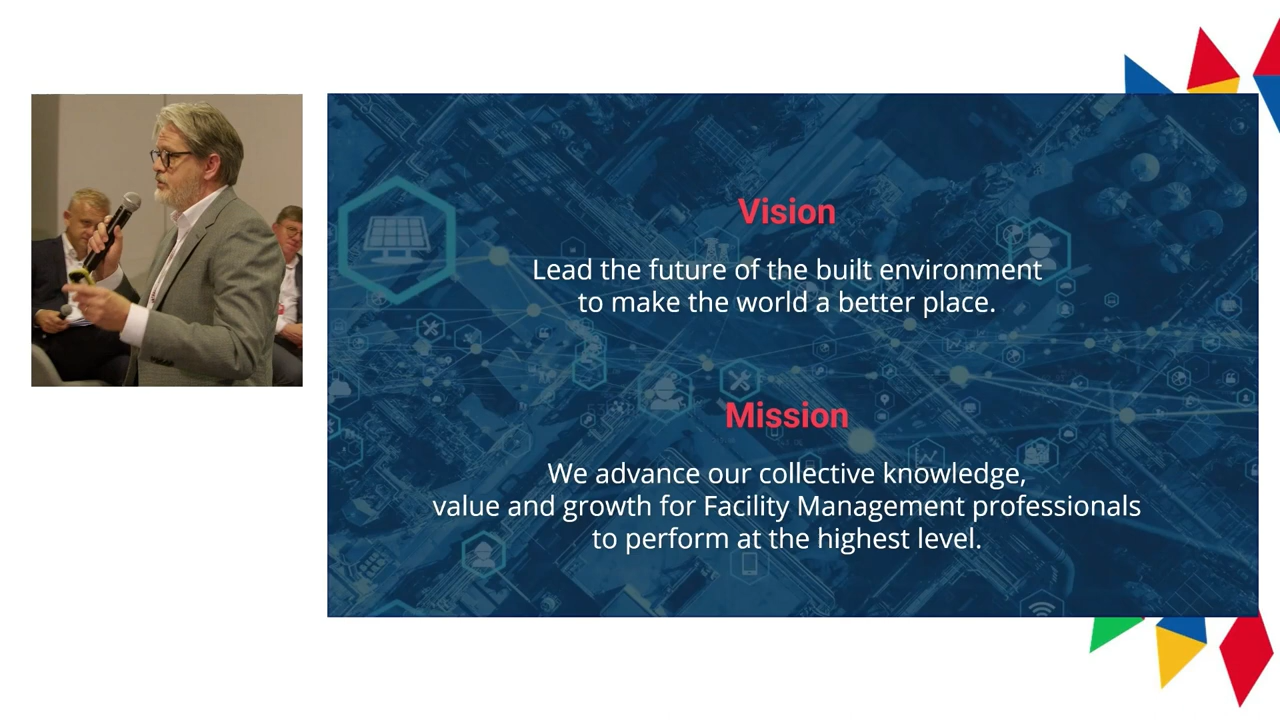 Vision
Lead the future of the built environment
to make the world a better place.
Mission
We advance our collective knowledge,
value and growth for Facility Management professionals
to perform at the highest level.